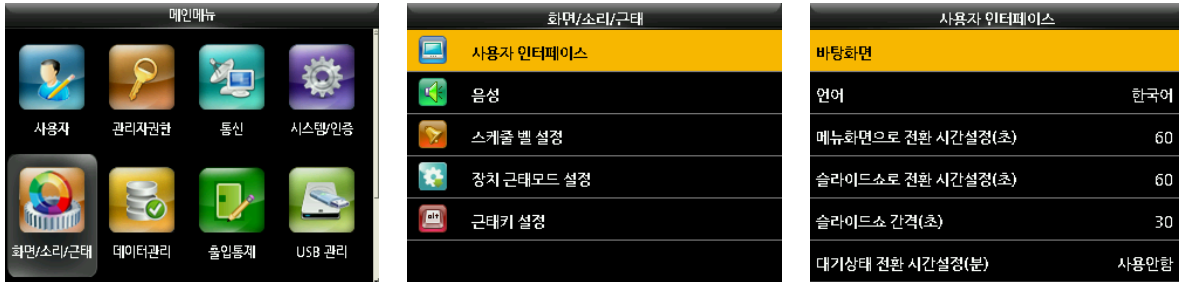 메인메뉴
사용자
관리자권한
통신
시스템/인증
화면/소리/근태
데이터관리
출입통제
USB 관리
화면/소리/근태
사용자 인터페이스
음성
스케줄 벨 설정
장치 근태모드 설정
alt
근태키 설정
사용자 인터페이스
바탕화면
언어 한국어
메뉴화면으로 전환 시간설정(초) 60
슬라이드쇼로 전환 시간설정(초) 60
슬라이드쇼 간격(초) 30
대기상태 전환 시간설정(분) 사용안함